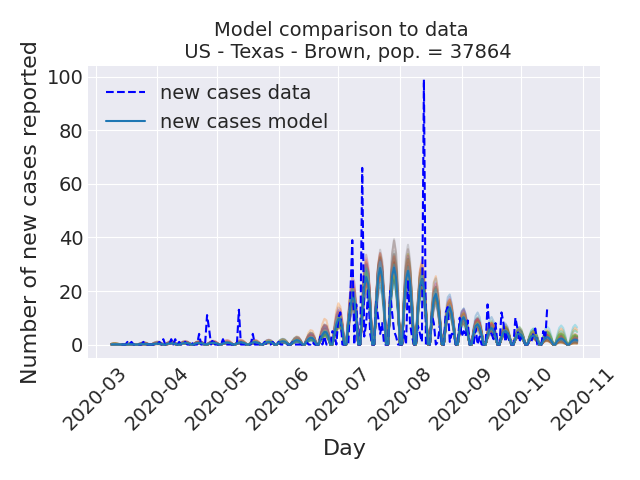 Model comparison to data
US - Texas - Brown, pop. = 37864
Number of new cases reported
100
80
60
40
20
0
new cases data
new cases model
2020-03
2020-04
2020-05
2020-06
2020-07
2020-08
2020-09
2020-10
2020-11
Day